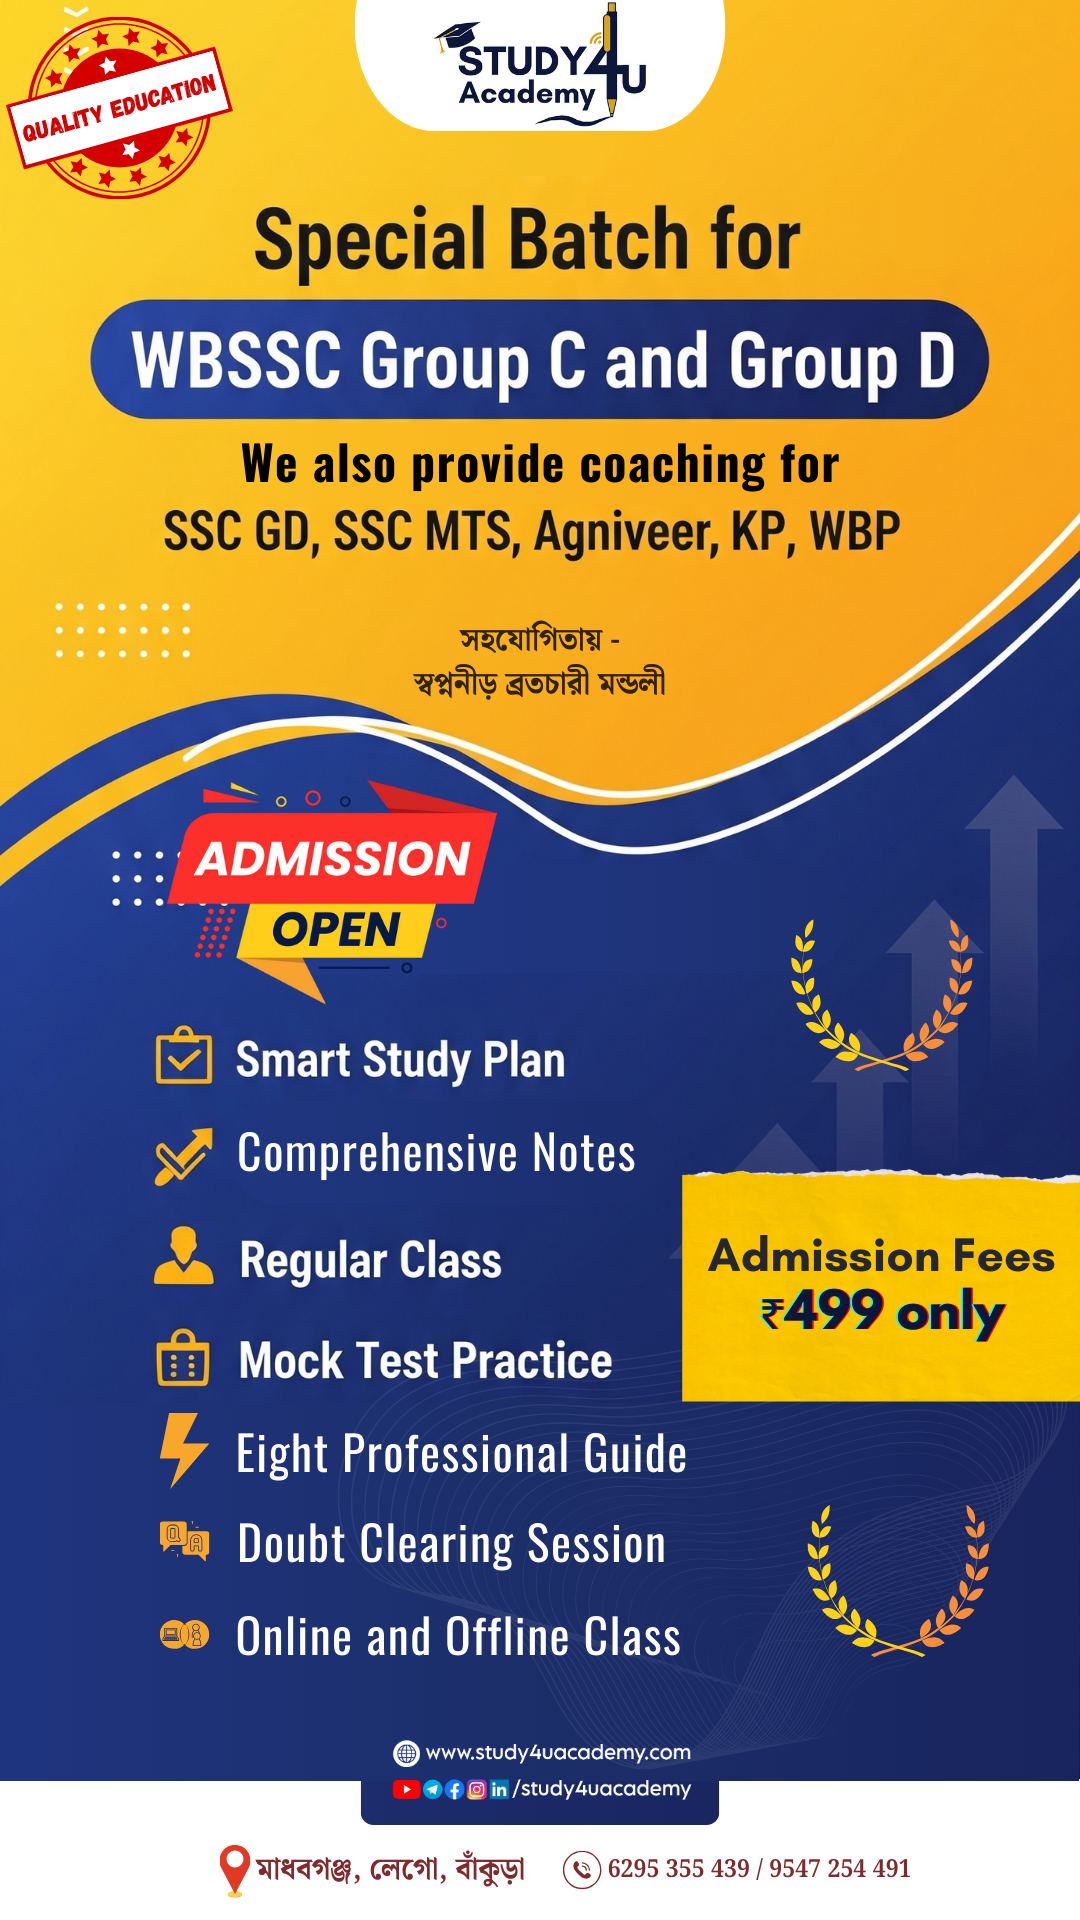 QUALITY EDUCATION
STUDY4U
Academy
Special Batch for
WBSSC Group C and Group D
We also provide coaching for
SSC GD, SSC MTS, Agniveer, KP, WBP
সহযোগিতায় -
স্বপ্ননীড় ব্রতচারী মন্ডলী
ADMISSION
OPEN
Smart Study Plan
Comprehensive Notes
Regular Class
Mock Test Practice
Eight Professional Guide
Doubt Clearing Session
Online and Offline Class
Admission Fees
₹499 only
www.study4uacademy.com
/study4uacademy
মাধবগঞ্জ, লেগো, বাঁকুড়া
6295 355 439 / 9547 254 491